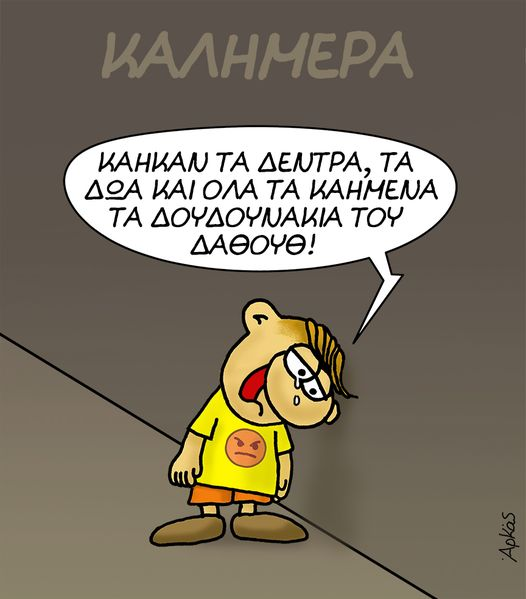 ΚΑΛΗΜΕΡΑ
ΚΑΗΚΑΝ ΤΑ ΔΕΝΤΡΑ, ΤΑ
ΔΩΑ ΚΑΙ ΟΛΑ ΤΑ ΚΑΗΜΕΝΑ
ΤΑ ΔΟΥΔΟΥΝΑΚΙΑ ΤΟΥ
ΔΑΘΟΥΘ!
Αρκάς